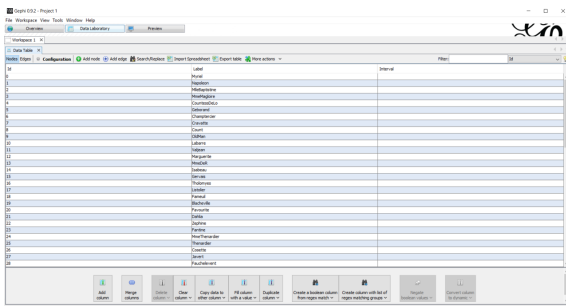 Gephi 0.9.2 - Project 1
File Workspace View Tools Window Help
Overview Data Laboratory Preview
Workspace 1 ×
Data Table ×
Nodes Edges Configuration Add node Add edge Search/Replace Import Spreadsheet Export table More actions Filter: Id
Id Label Interval
0 Myriel
1 Napoleon
2 MlleBaptistine
3 MmeMagloire
4 CountessDeLo
5 Geborand
6 Champtercier
7 Cravatte
8 Count
9 OldMan
10 Labarre
11 Valjean
12 Marguerite
13 MmeDeR
14 Isabeau
15 Gervais
16 Tholomyes
17 Listolier
18 Fameuil
19 Blacheville
20 Favourite
21 Dahlia
22 Zephine
23 Fantine
24 MmeThenardier
25 Thenardier
26 Cosette
27 Javert
28 Fauchelevent
Add column Merge columns Delete column Clear column Copy data to other column Fill column with a value Duplicate column Create a boolean column from regex match Create column with list of regex matching groups Negate boolean column Convert column to dynamic